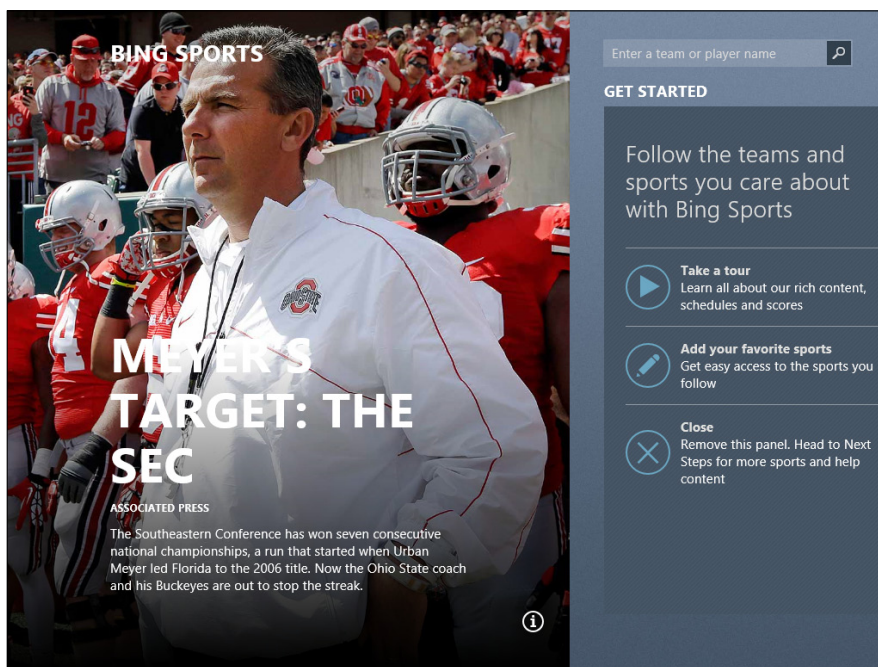 BING SPORTS
12
4
OHIO STATE
MEYER'S
TARGET: THE
SEC
ASSOCIATED PRESS
The Southeastern Conference has won seven consecutive
national championships, a run that started when Urban
Meyer led Florida to the 2006 title. Now the Ohio State coach
and his Buckeyes are out to stop the streak.
Enter a team or player name
GET STARTED
Follow the teams and
sports you care about
with Bing Sports
Take a tour
Learn all about our rich content,
schedules and scores
Add your favorite sports
Get easy access to the sports you
follow
Close
Remove this panel. Head to Next
Steps for more sports and help
content